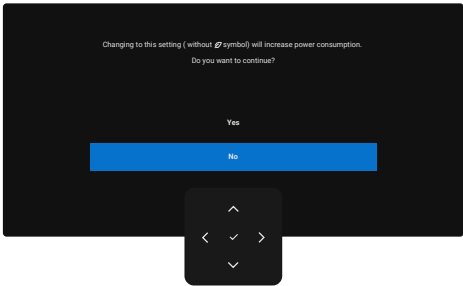 Changing to this setting ( without symbol) will increase power consumption.
Do you want to continue?
Yes
No